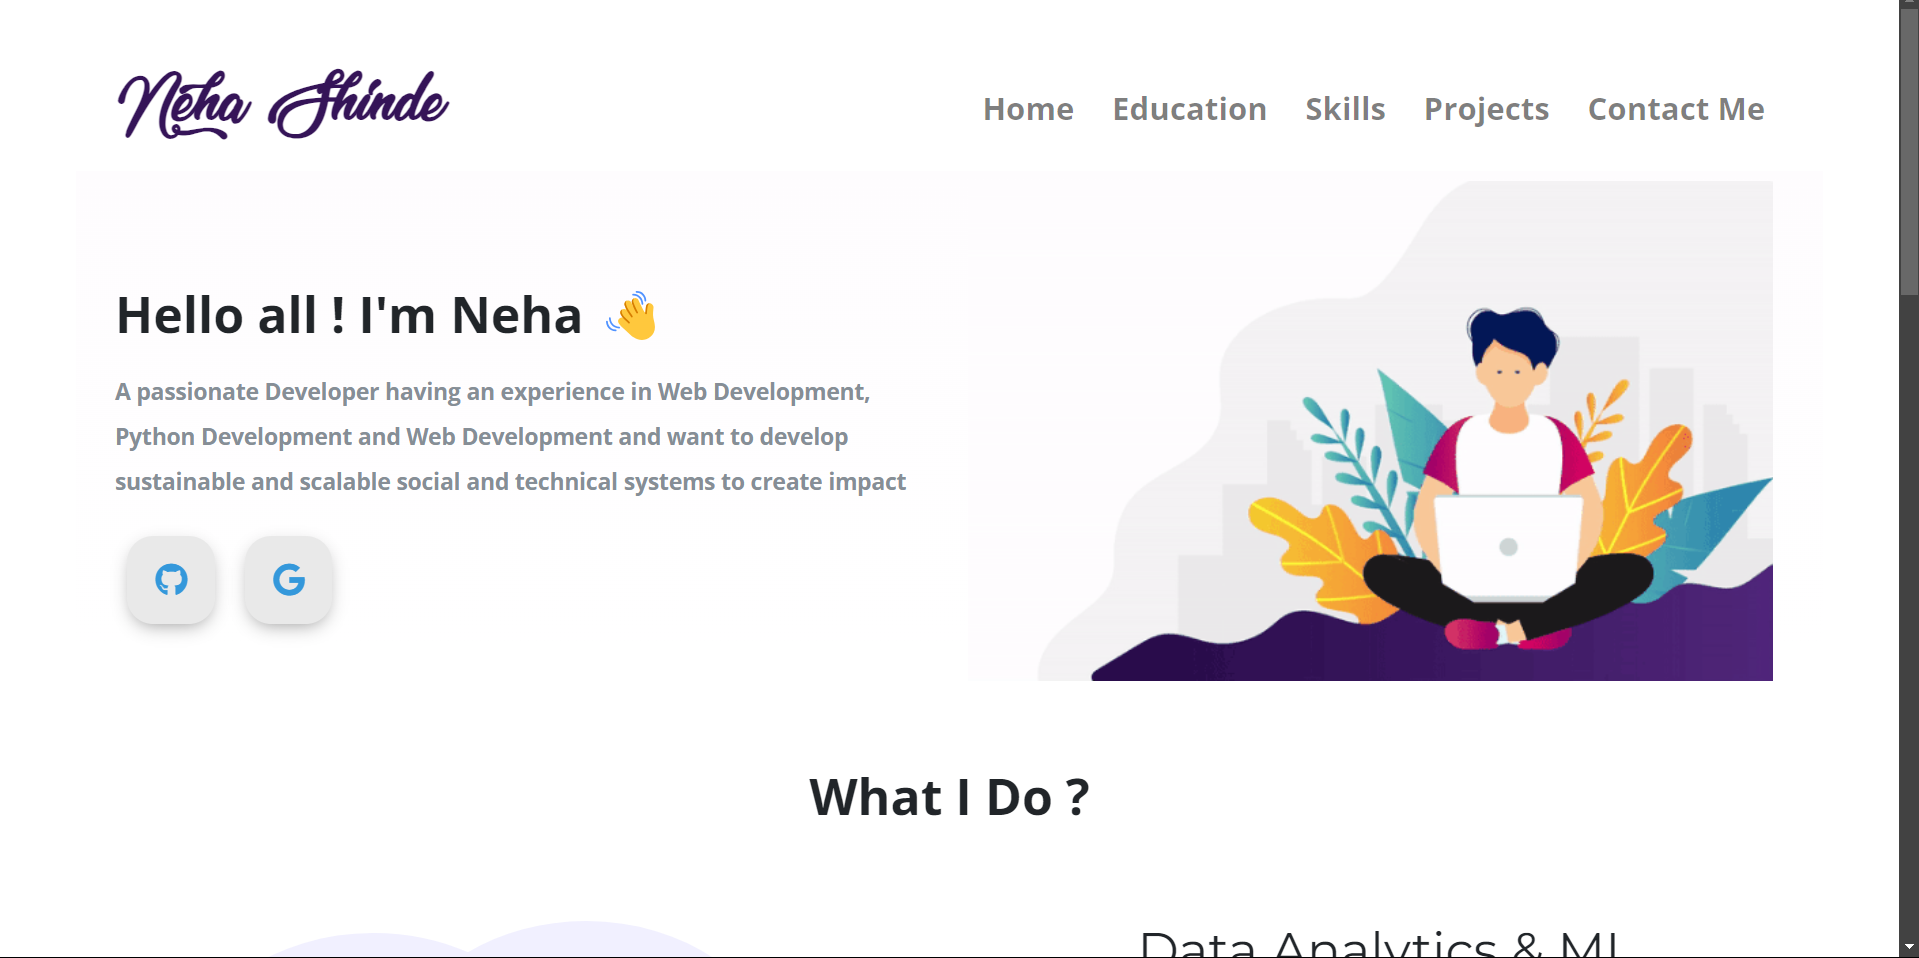 Neha Shinde
Home Education Skills Projects Contact Me
Hello all ! I'm Neha 👋
A passionate Developer having an experience in Web Development,
Python Development and Web Development and want to develop
sustainable and scalable social and technical systems to create impact
What I Do ?
Data Analytics & ML